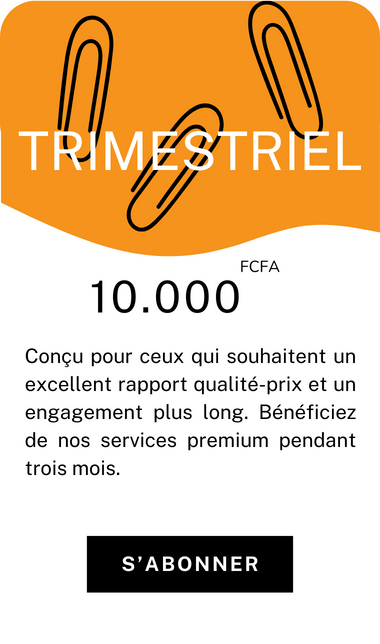 TRIMESTRIEL
FCFA
10.000
Conçu pour ceux qui souhaitent un
excellent rapport qualité-prix et un
engagement plus long. Bénéficiez
de nos services premium pendant
trois mois.
S’ABONNER